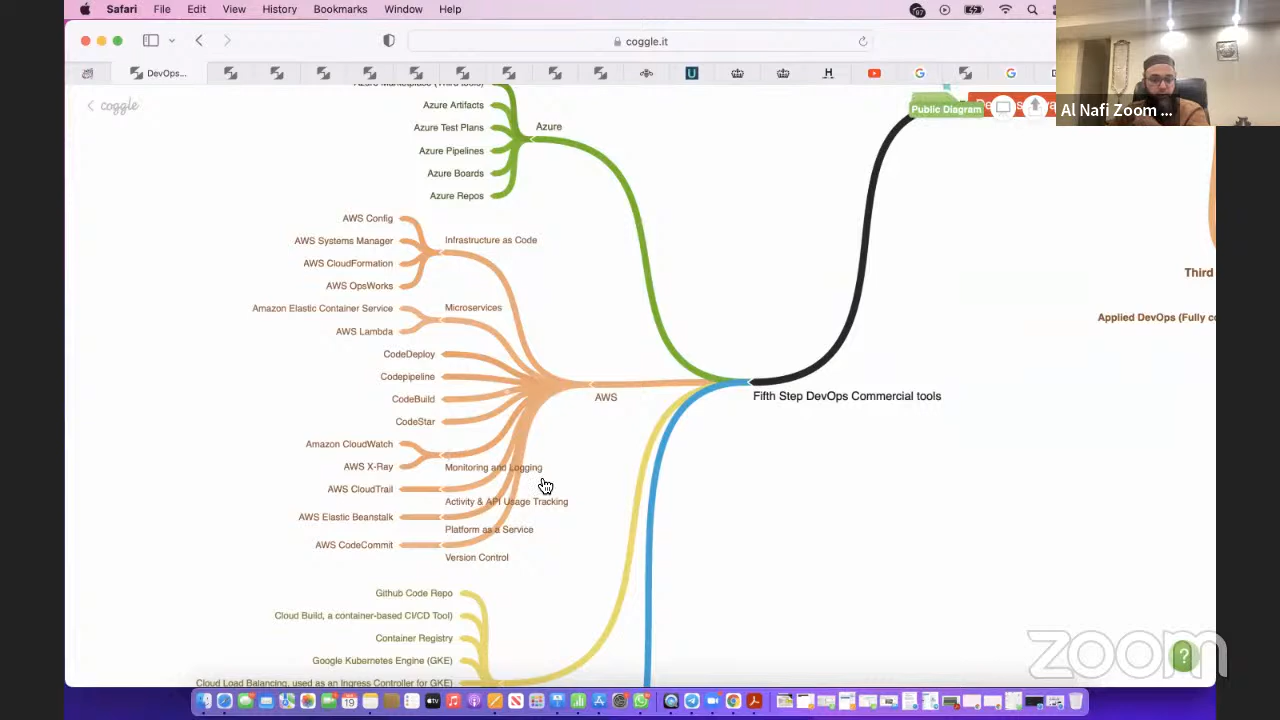 Safari File Edit View History Bookmarks Window Help
coggle.it
DevOps...
coggle
Public Diagram
Al Nafi Zoom ...
Azure Marketplace (Third tools)
Azure Artifacts
Azure Test Plans
Azure Pipelines
Azure Boards
Azure Repos
Azure
AWS Config
AWS Systems Manager
AWS CloudFormation
AWS OpsWorks
Infrastructure as Code
Amazon Elastic Container Service
AWS Lambda
Microservices
CodeDeploy
Codepipeline
CodeBuild
CodeStar
Amazon CloudWatch
AWS X-Ray
Monitoring and Logging
AWS CloudTrail
Activity & API Usage Tracking
AWS Elastic Beanstalk
Platform as a Service
AWS CodeCommit
Version Control
AWS
Fifth Step DevOps Commercial tools
Third
Applied DevOps (Fully co
Github Code Repo
Cloud Build, a container-based CI/CD Tool)
Container Registry
Google Kubernetes Engine (GKE)
Cloud Load Balancing, used as an Ingress Controller for GKE)
zoom
?